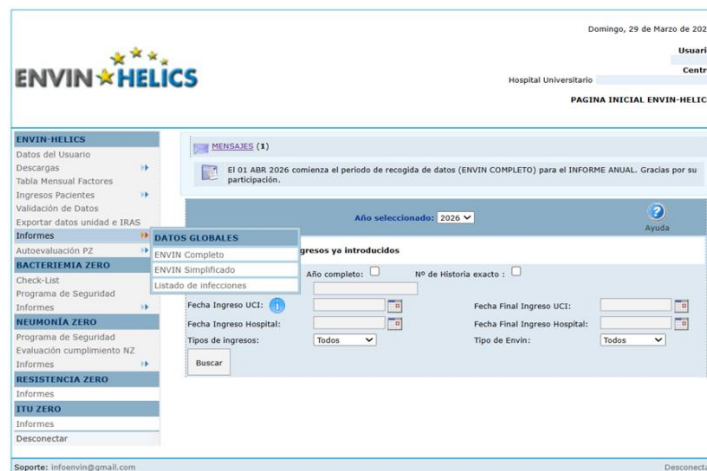 Domingo, 29 de Marzo de 202
Usuari
Centr
Hospital Universitario
ENVIN HELICS
PAGINA INICIAL ENVIN-HELIC
ENVIN-HELICS
Datos del Usuario
Descargas
Tabla Mensual Factores
Ingresos Pacientes
Validación de Datos
Exportar datos unidad e IRAS
Informes
Autoevaluación PZ
BACTERIEMIA ZERO
Check-List
Programa de Seguridad
Informes
NEUMONÍA ZERO
Programa de Seguridad
Evaluación cumplimiento NZ
Informes
RESISTENCIA ZERO
Informes
ITU ZERO
Informes
Desconectar
DATOS GLOBALES
ENVIN Completo
ENVIN Simplificado
Listado de infecciones
MENSAJES (1)
El 01 ABR 2026 comienza el periodo de recogida de datos (ENVIN COMPLETO) para el INFORME ANUAL. Gracias por su
participación.
Año seleccionado: 2026
Ayuda
gresos ya introducidos
Año completo: Nº de Historia exacto :
Fecha Ingreso UCI: Fecha Final Ingreso UCI:
Fecha Ingreso Hospital: Fecha Final Ingreso Hospital:
Tipos de ingresos: Todos Tipo de Envin: Todos
Buscar
Soporte: infoenvin@gmail.com Desconecta